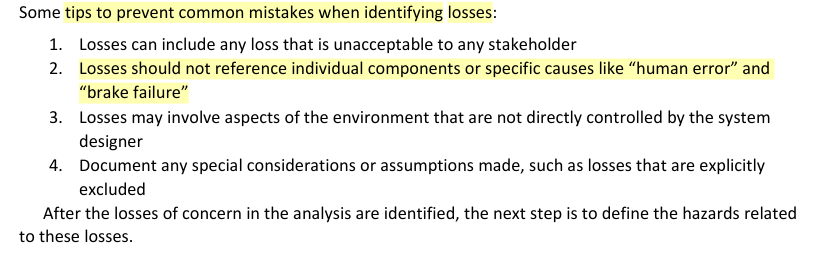 Some tips to prevent common mistakes when identifying losses:
1. Losses can include any loss that is unacceptable to any stakeholder
2. Losses should not reference individual components or specific causes like “human error” and
“brake failure”
3. Losses may involve aspects of the environment that are not directly controlled by the system
designer
4. Document any special considerations or assumptions made, such as losses that are explicitly
excluded
After the losses of concern in the analysis are identified, the next step is to define the hazards related
to these losses.